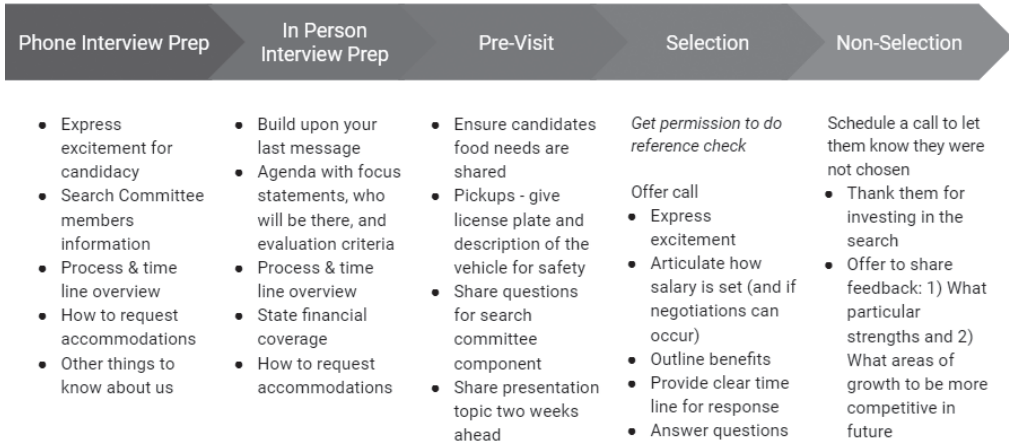 Phone Interview Prep
In Person
Interview Prep
Pre-Visit
Selection
Non-Selection
● Express
excitement for
candidacy
● Search Committee
members
information
● Process & time
line overview
● How to request
accommodations
● Other things to
know about us
● Build upon your
last message
● Agenda with focus
statements, who
will be there, and
evaluation criteria
● Process & time
line overview
● State financial
coverage
● How to request
accommodations
● Ensure candidates
food needs are
shared
● Pickups - give
license plate and
description of the
vehicle for safety
● Share questions
for search
committee
component
● Share presentation
topic two weeks
ahead
Get permission to do
reference check
Offer call
● Express
excitement
● Articulate how
salary is set (and if
negotiations can
occur)
● Outline benefits
● Provide clear time
line for response
● Answer questions
Schedule a call to let
them know they were
not chosen
● Thank them for
investing in the
search
● Offer to share
feedback: 1) What
particular
strengths and 2)
What areas of
growth to be more
competitive in
future